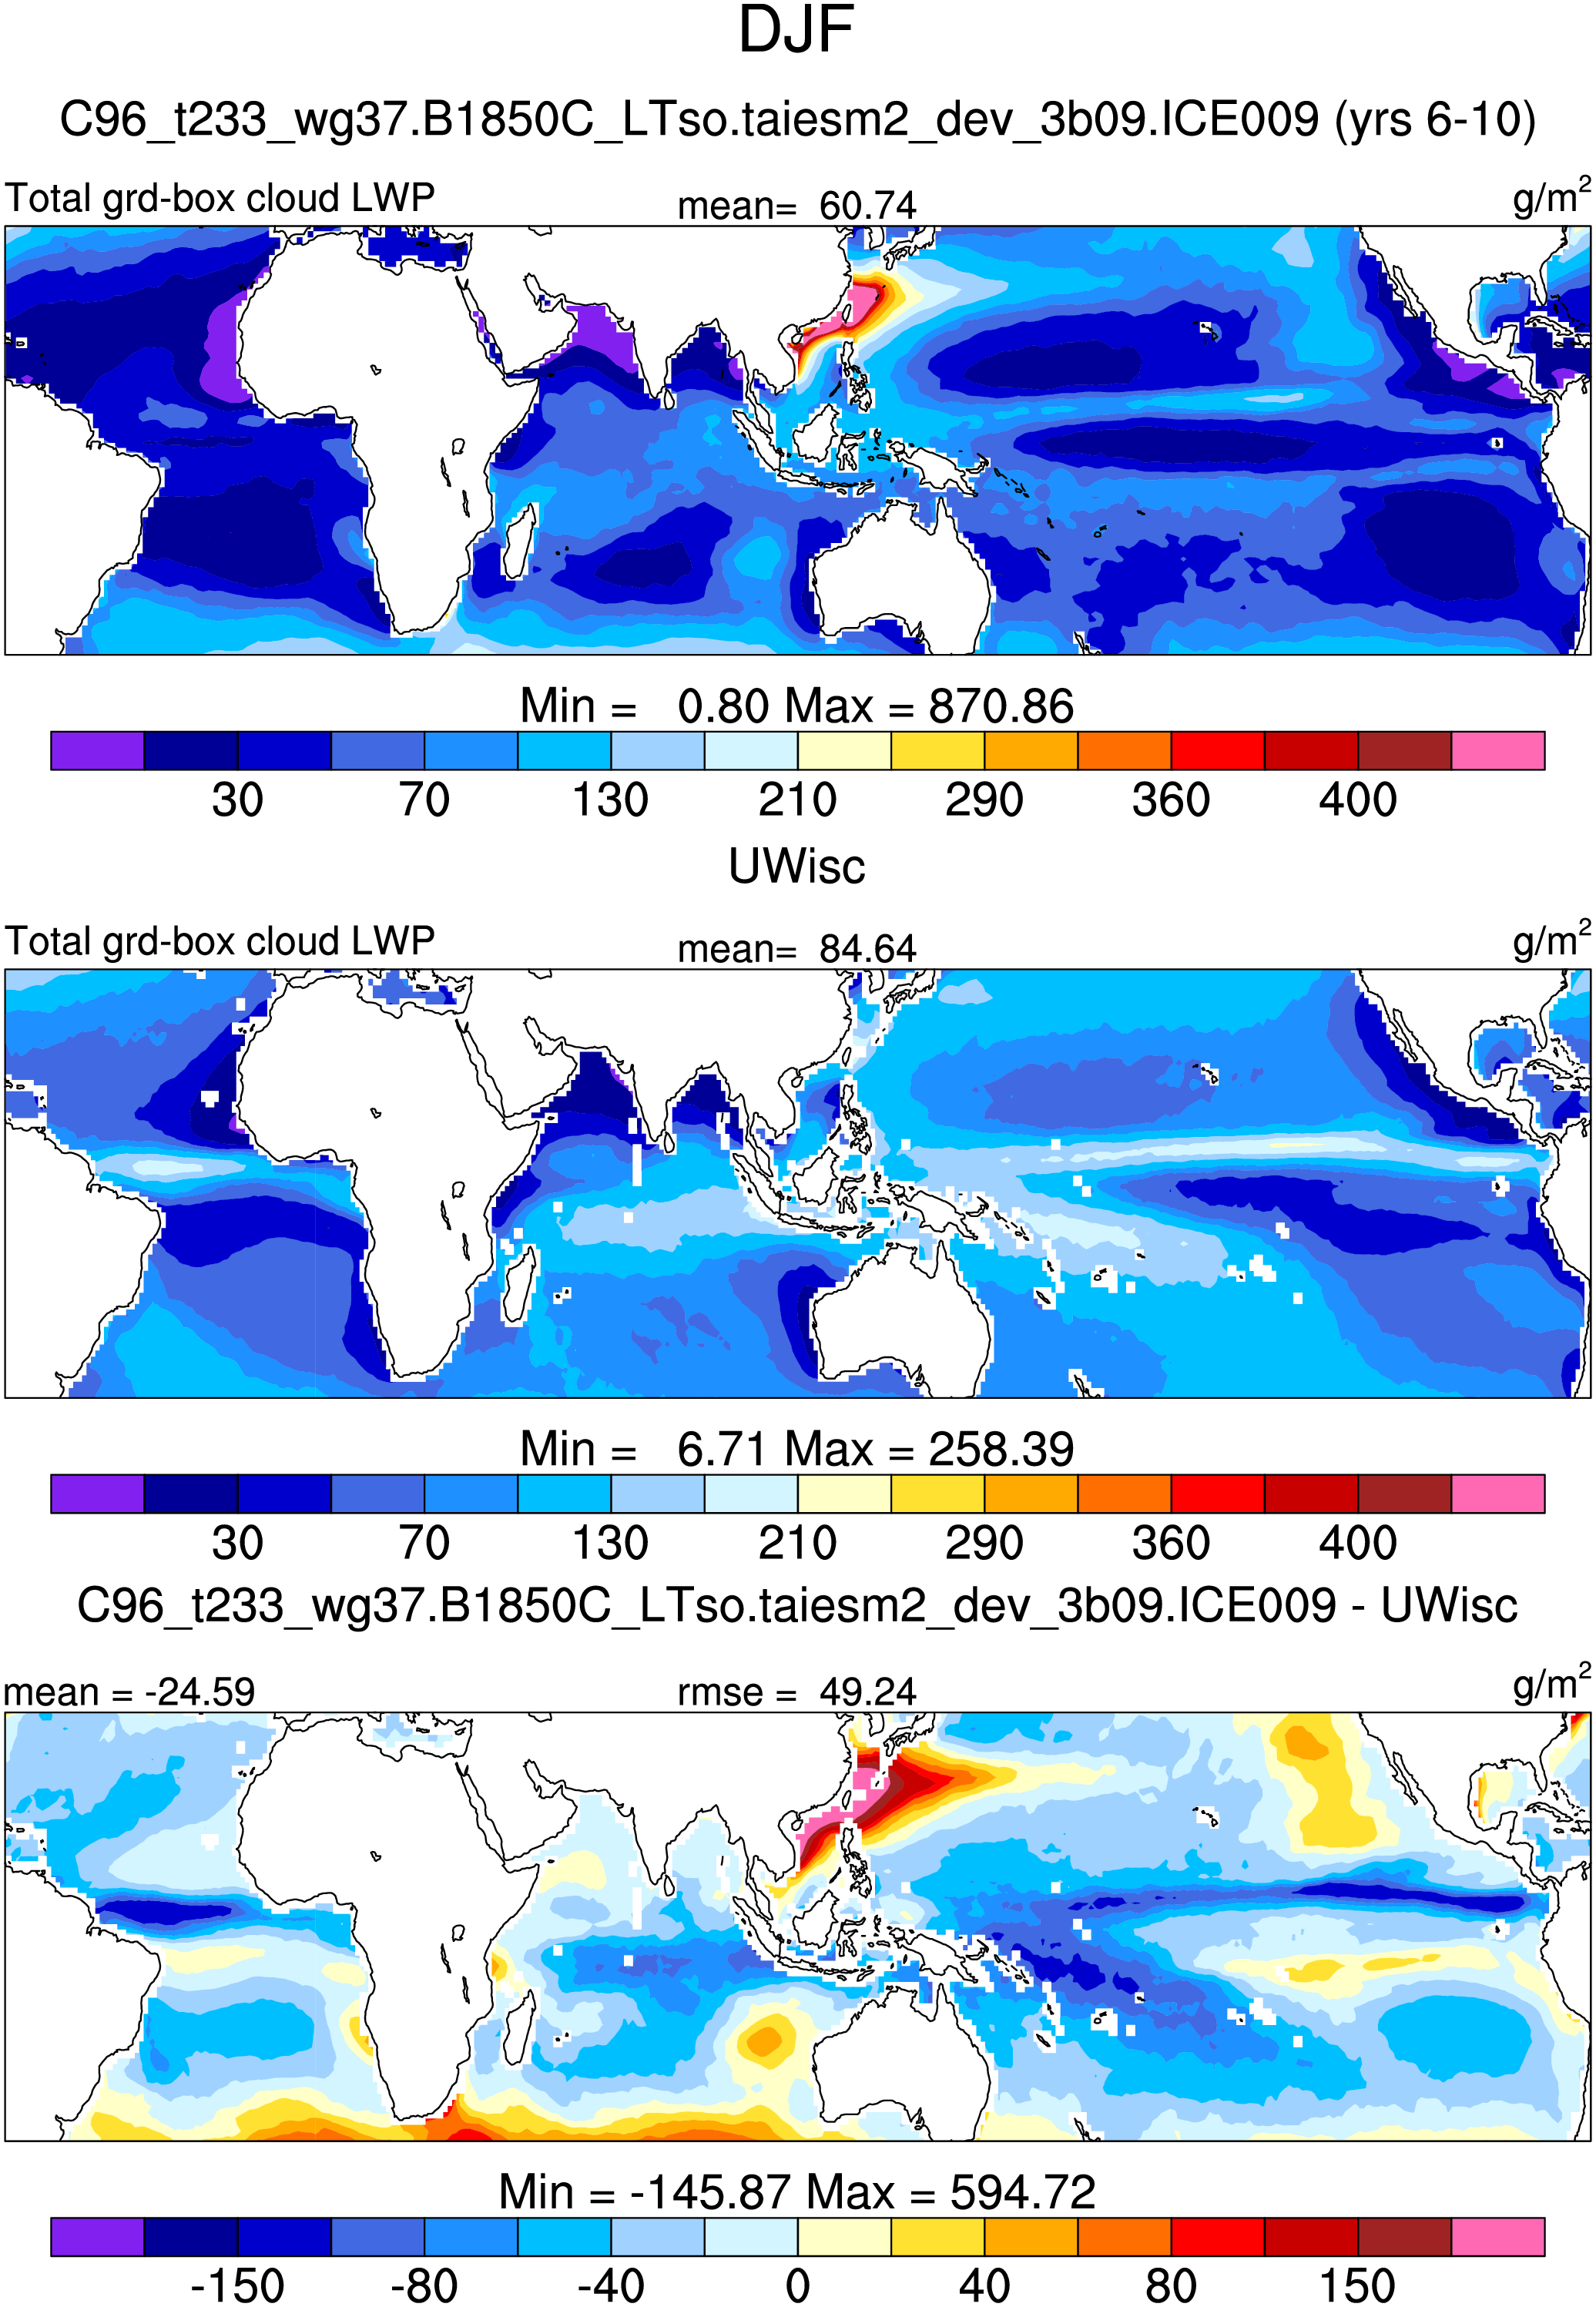 DJF
C96_t233_wg37.B1850C_LTso.taiesm2_dev_3b09.ICE009 (yrs 6-10)
Total grd-box cloud LWP mean= 60.74 g/m²
Min = 0.80 Max = 870.86
30 70 130 210 290 360 400
UWisc
Total grd-box cloud LWP mean= 84.64 g/m²
Min = 6.71 Max = 258.39
30 70 130 210 290 360 400
C96_t233_wg37.B1850C_LTso.taiesm2_dev_3b09.ICE009 - UWisc
mean = -24.59 rmse = 49.24 g/m²
Min = -145.87 Max = 594.72
-150 -80 -40 0 40 80 150